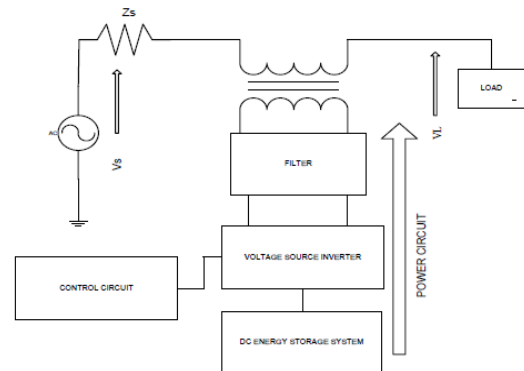 Zs
LOAD
AC
Vs
VL
FILTER
VOLTAGE SOURCE INVERTER
CONTROL CIRCUIT
POWER CIRCUIT
DC ENERGY STORAGE SYSTEM